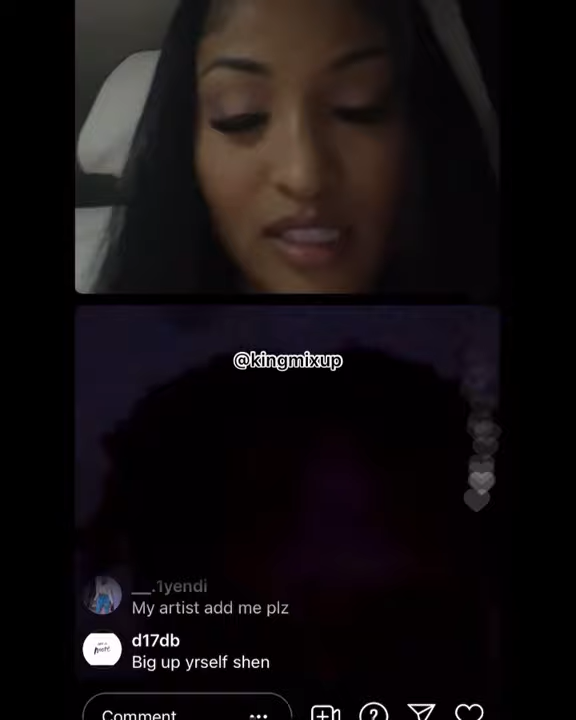 @kingmixup
__.1yendi
My artist add me plz
d17db
Big up yrself shen
Comment